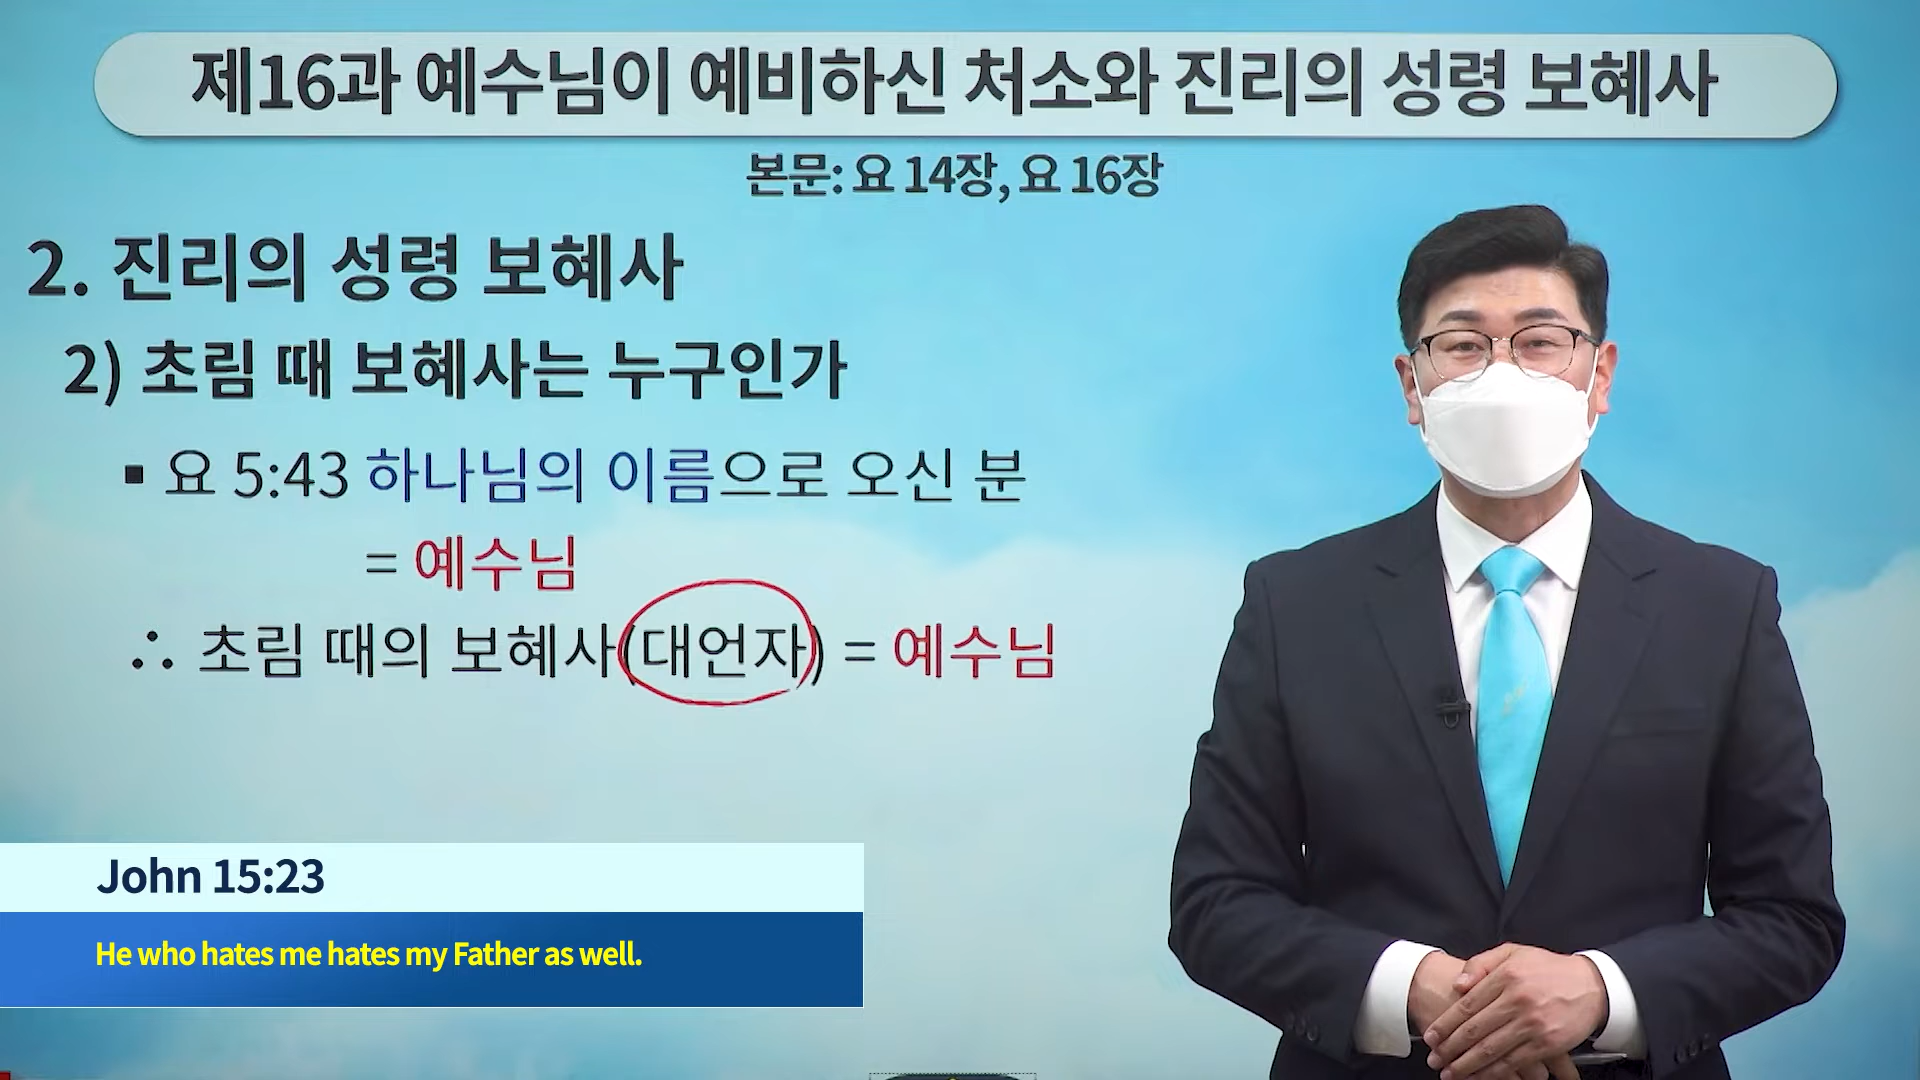 제16과 예수님이 예비하신 처소와 진리의 성령 보혜사
본문: 요 14장, 요 16장
2. 진리의 성령 보혜사
2) 초림 때 보혜사는 누구인가
▪ 요 5:43 하나님의 이름으로 오신 분
= 예수님
∴ 초림 때의 보혜사(대언자) = 예수님
John 15:23
He who hates me hates my Father as well.